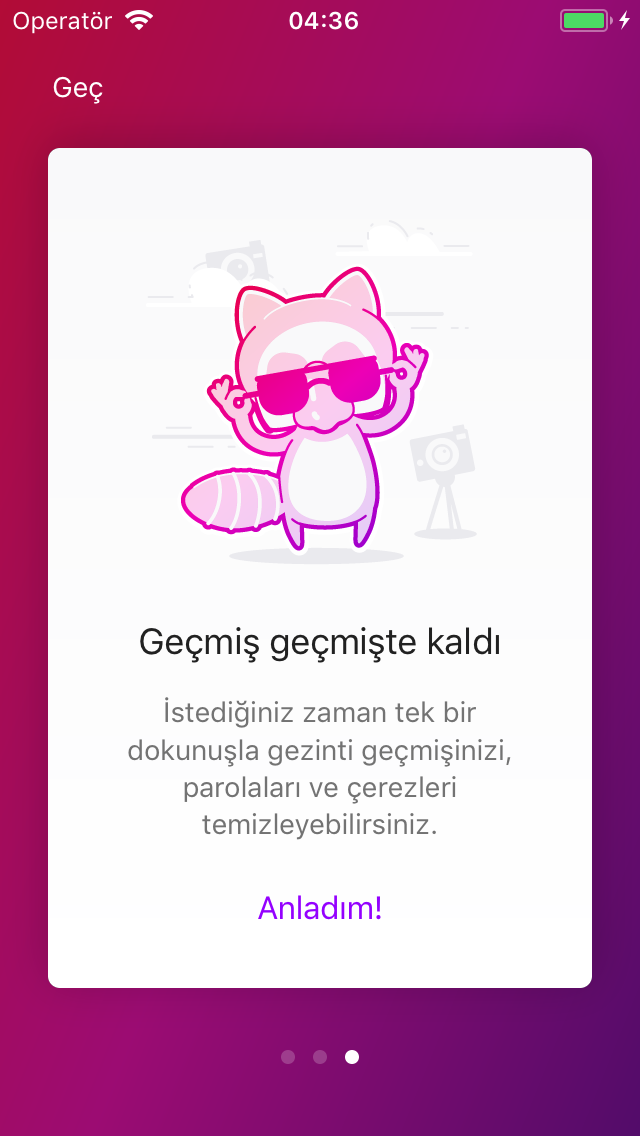 Operatör 04:36
Geç
Geçmiş geçmişte kaldı
İstediğiniz zaman tek bir
dokunuşla gezinti geçmişinizi,
parolaları ve çerezleri
temizleyebilirsiniz.
Anladım!